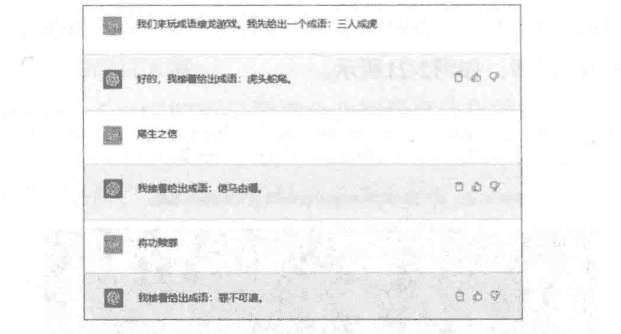 我们来玩成语接龙游戏。我先给出一个成语：三人成虎
好的，我接着给出成语：虎头蛇尾。
尾生之信
我接着给出成语：信马由缰。
将功赎罪
我接着给出成语：罪不可逭。